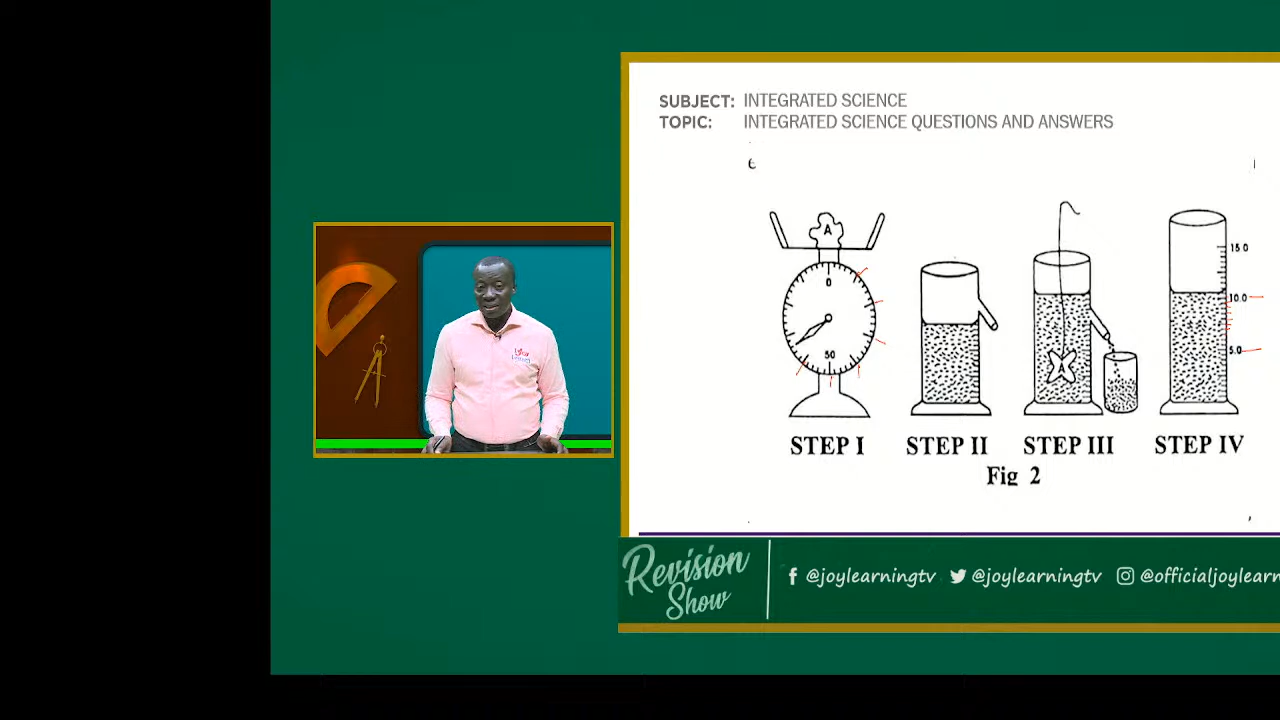 SUBJECT: INTEGRATED SCIENCE
TOPIC: INTEGRATED SCIENCE QUESTIONS AND ANSWERS
A
0
50
A
15.0
10.0
5.0
STEP I STEP II STEP III STEP IV
Fig 2
Revision Show
@joylearningtv @joylearningtv @officialjoylearn